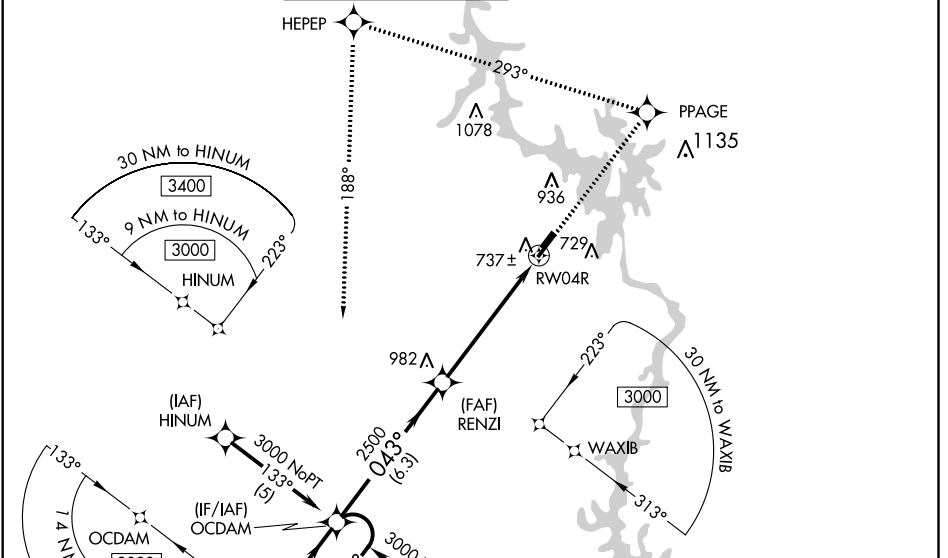 HEPEP
293°
PPAGE
1078
1135
30 NM to HINUM
3400
936
188°
9 NM to HINUM
133°
3000
223°
729
737 ±
RW04R
HINUM
223°
30 NM to WAXIB
982
3000
(IAF)
HINUM
(FAF)
RENZI
2500
043°
(6.3)
3000 NoPT
133°
(5)
WAXIB
133°
(IF/IAF)
OCDAM
313°
14 NM
OCDAM
3000